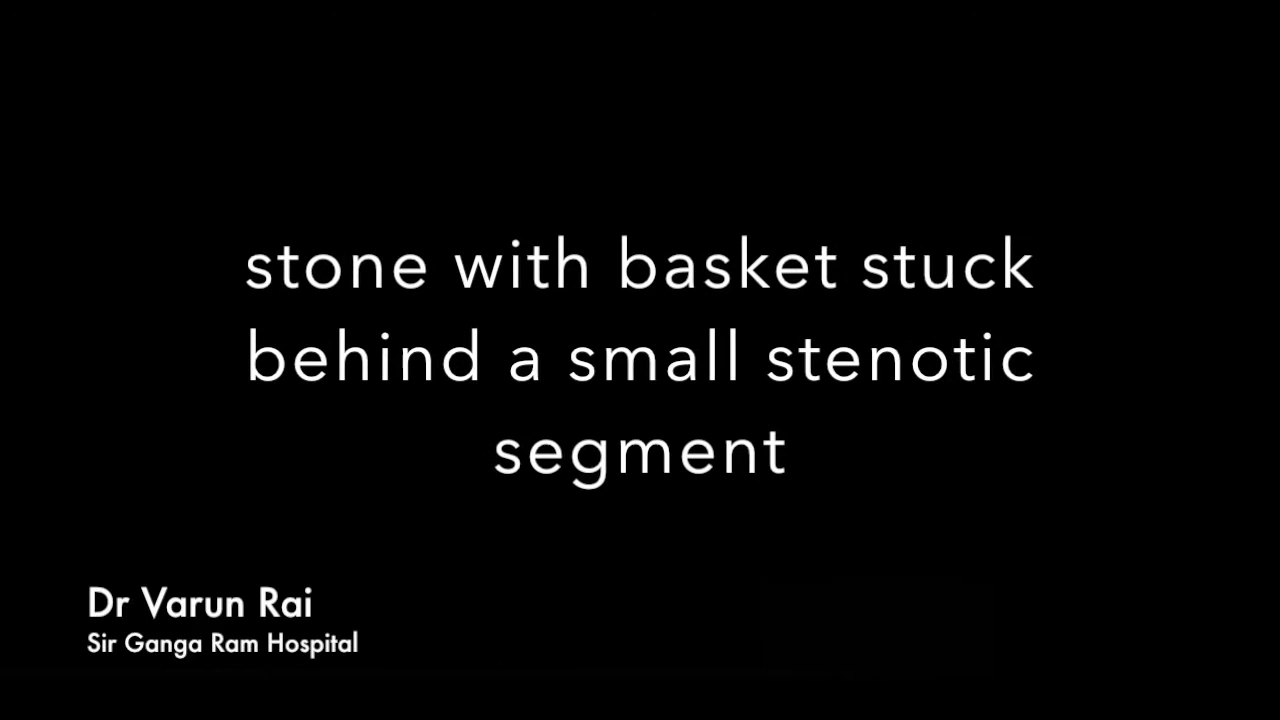 stone with basket stuck
behind a small stenotic
segment
Dr Varun Rai
Sir Ganga Ram Hospital